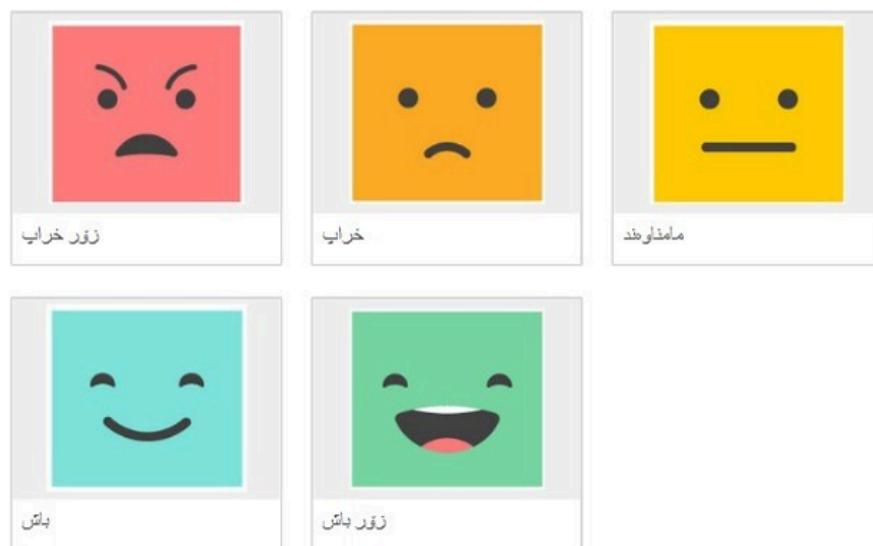 زۆر خراپ
خراپ
مامناوەند
باش
زۆر باش